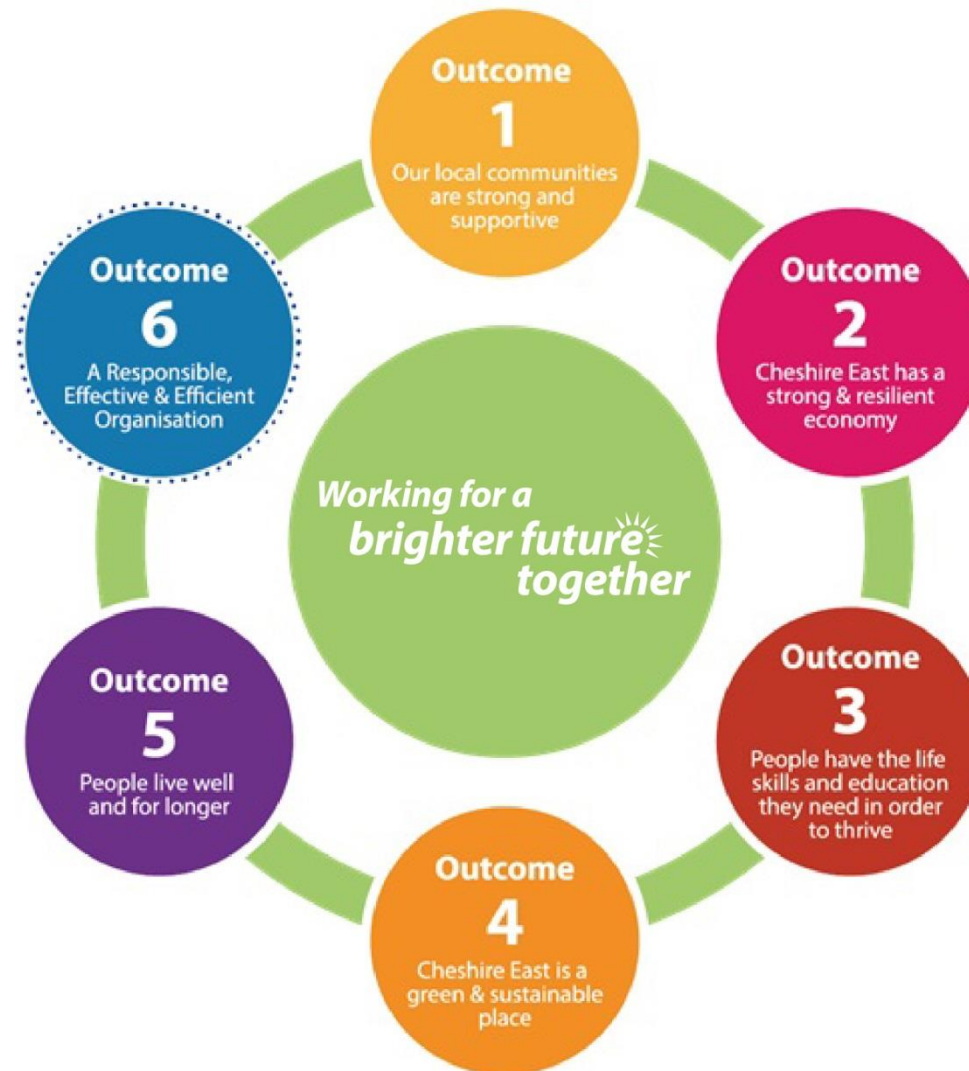 Outcome
1
Our local communities
are strong and
supportive
Outcome
2
Cheshire East has a
strong & resilient
economy
Outcome
3
People have the life
skills and education
they need in order
to thrive
Outcome
4
Cheshire East is a
green & sustainable
place
Outcome
5
People live well
and for longer
Outcome
6
A Responsible,
Effective & Efficient
Organisation
Working for a
brighter future
together